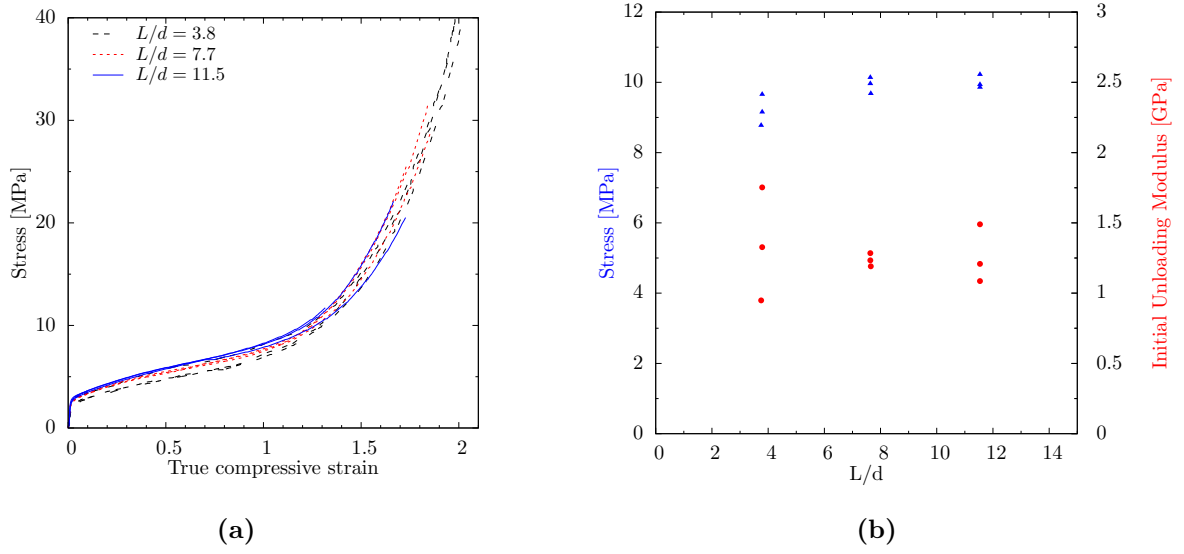 40
30
20
10
0
Stress [MPa]
L/d = 3.8
L/d = 7.7
L/d = 11.5
0 0.5 1 1.5 2
True compressive strain
(a)
12
10
8
6
4
2
0
Stress [MPa]
0 2 4 6 8 10 12 14
L/d
3
2.5
2
1.5
1
0.5
0
Initial Unloading Modulus [GPa]
(b)